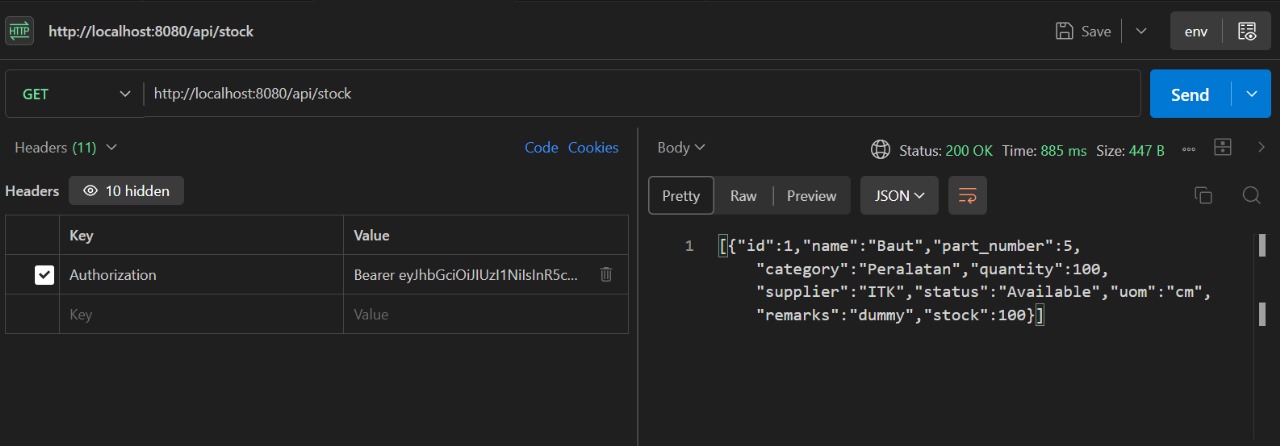 HTTP http://localhost:8080/api/stock Save env
GET http://localhost:8080/api/stock Send
Headers (11) Code Cookies
Body Status: 200 OK Time: 885 ms Size: 447 B
Headers 10 hidden
Pretty Raw Preview JSON
Key Value
Authorization Bearer eyJhbGciOiJIUzI1NiIsInR5c...
Key Value
1 [{"id":1,"name":"Baut","part_number":5,
"category":"Peralatan","quantity":100,
"supplier":"ITK","status":"Available","uom":"cm",
"remarks":"dummy","stock":100}]